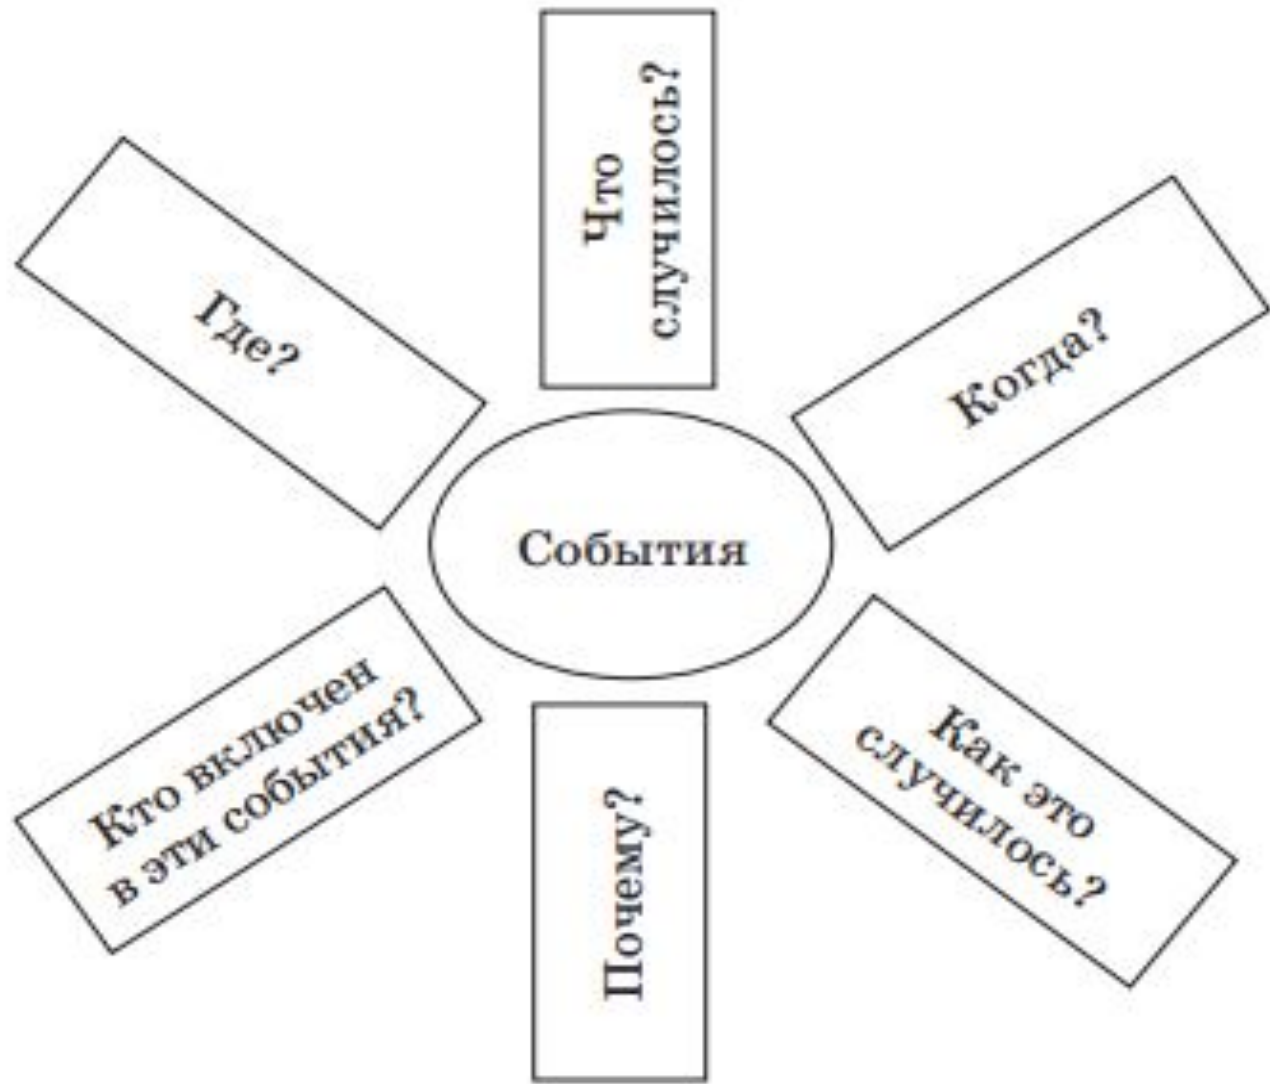 Что
случилось?
Где?
Когда?
События
Кто включен
в эти события?
Почему?
Как это
случилось?